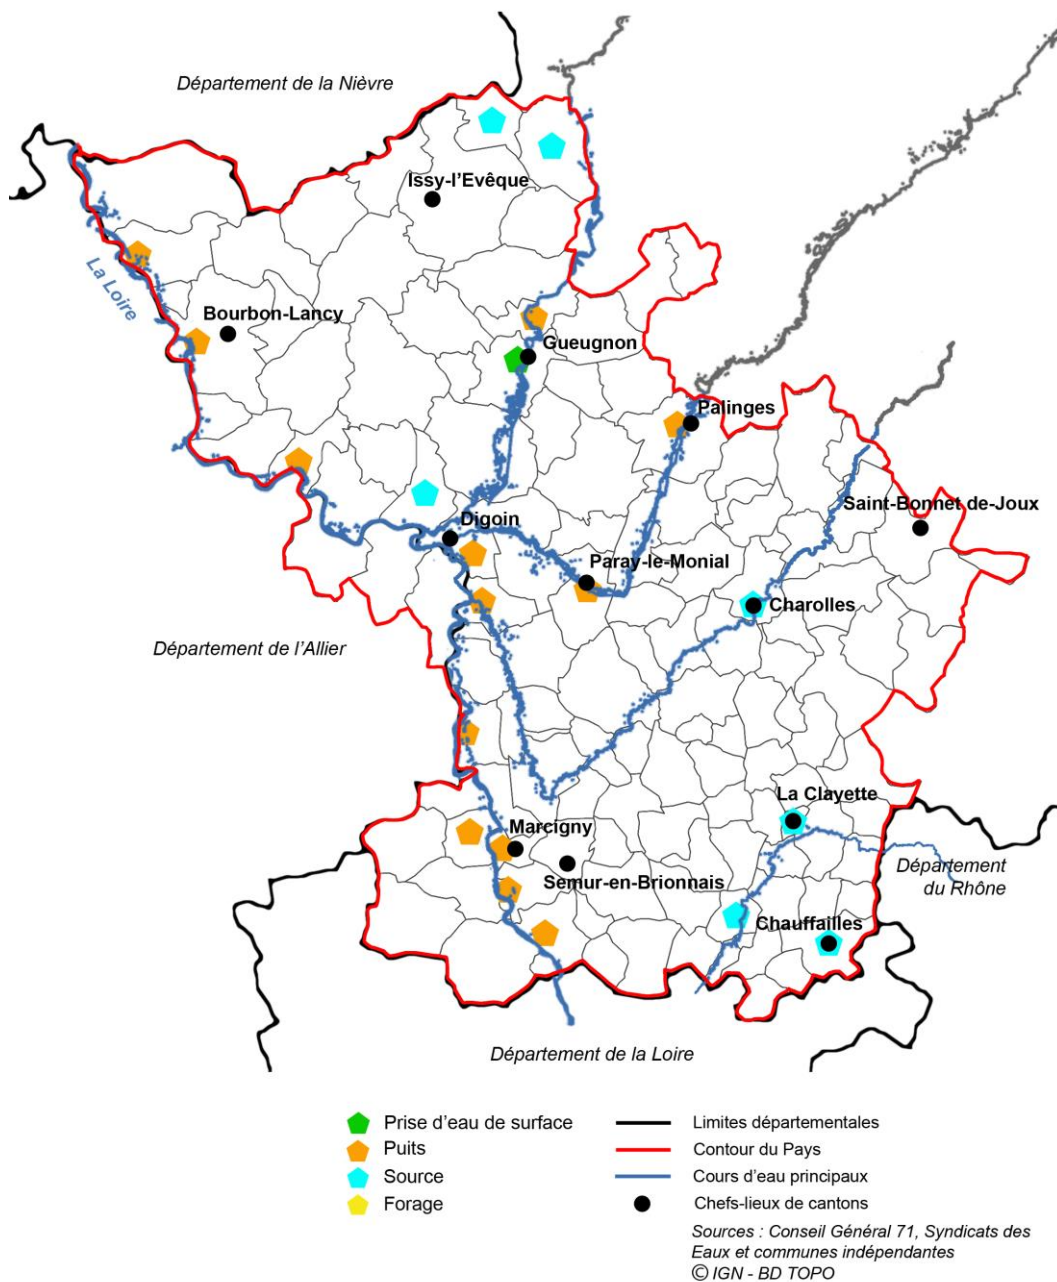 Département de la Nièvre
Issy-l'Evêque
La Loire
Bourbon-Lancy
Gueugnon
Palinges
Saint-Bonnet de-Joux
Digoin
Paray-le-Monial
Charolles
Département de l'Allier
La Clayette
Marcigny
Département
du Rhône
Semur-en-Brionnais
Chauffailles
Département de la Loire
Prise d'eau de surface
Puits
Source
Forage
Limites départementales
Contour du Pays
Cours d'eau principaux
Chefs-lieux de cantons
Sources : Conseil Général 71, Syndicats des
Eaux et communes indépendantes
© IGN - BD TOPO